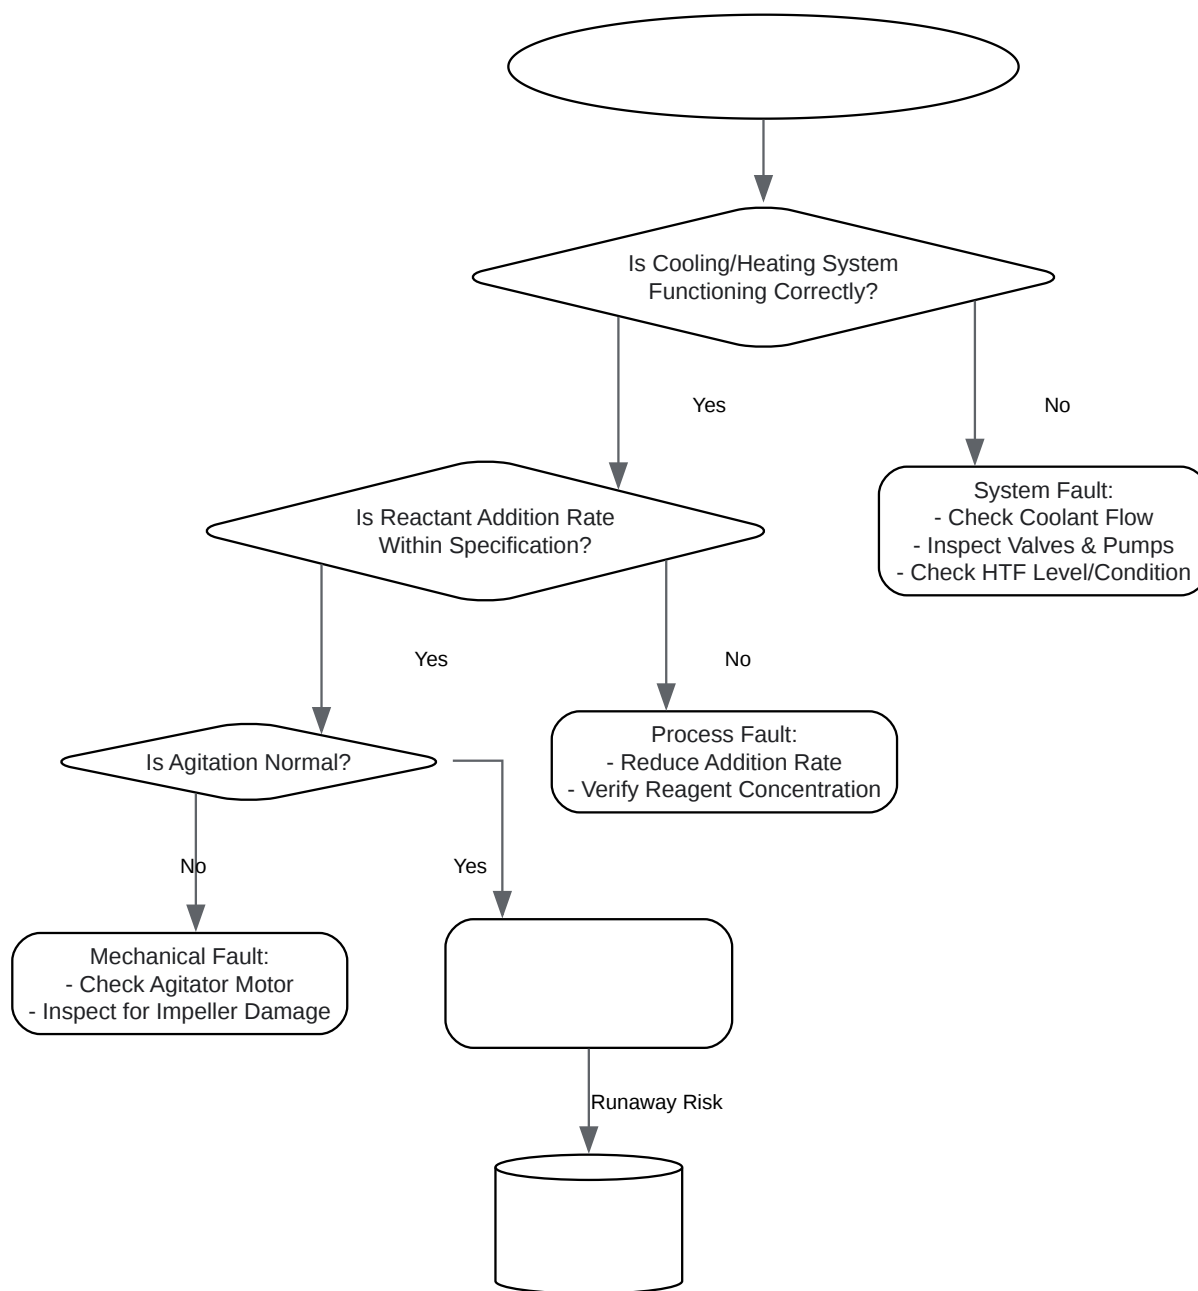 Is Cooling/Heating System
Functioning Correctly?
Yes
No
System Fault:
- Check Coolant Flow
- Inspect Valves & Pumps
- Check HTF Level/Condition
Is Reactant Addition Rate
Within Specification?
Yes
No
Process Fault:
- Reduce Addition Rate
- Verify Reagent Concentration
Is Agitation Normal?
No
Yes
Mechanical Fault:
- Check Agitator Motor
- Inspect for Impeller Damage
Runaway Risk